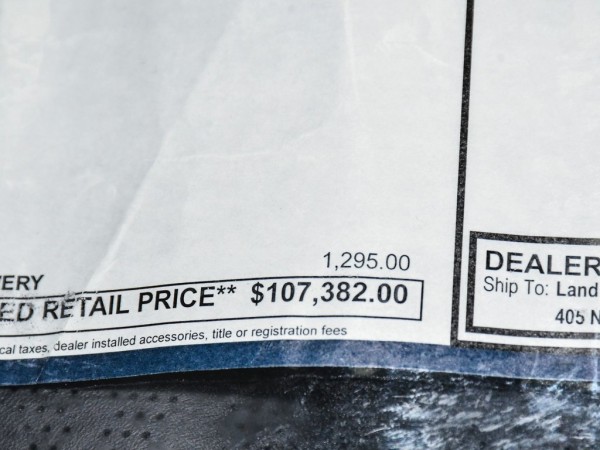 1,295.00
VERY
ED RETAIL PRICE** $107,382.00
cal taxes, dealer installed accessories, title or registration fees
DEALER
Ship To: Land
405 N